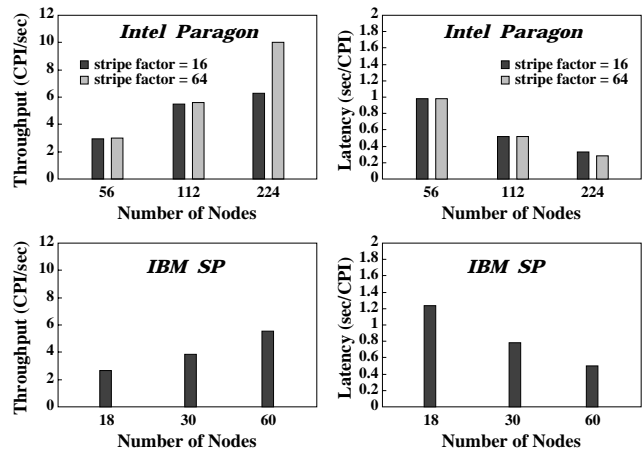 Intel Paragon
stripe factor = 16
stripe factor = 64
Throughput (CPI/sec)
12
10
8
6
4
2
0
56 112 224
Number of Nodes
Intel Paragon
stripe factor = 16
stripe factor = 64
Latency (sec/CPI)
2
1.8
1.6
1.4
1.2
1
0.8
0.6
0.4
0.2
0
56 112 224
Number of Nodes
IBM SP
Throughput (CPI/sec)
12
10
8
6
4
2
0
18 30 60
Number of Nodes
IBM SP
Latency (sec/CPI)
2
1.8
1.6
1.4
1.2
1
0.8
0.6
0.4
0.2
0
18 30 60
Number of Nodes